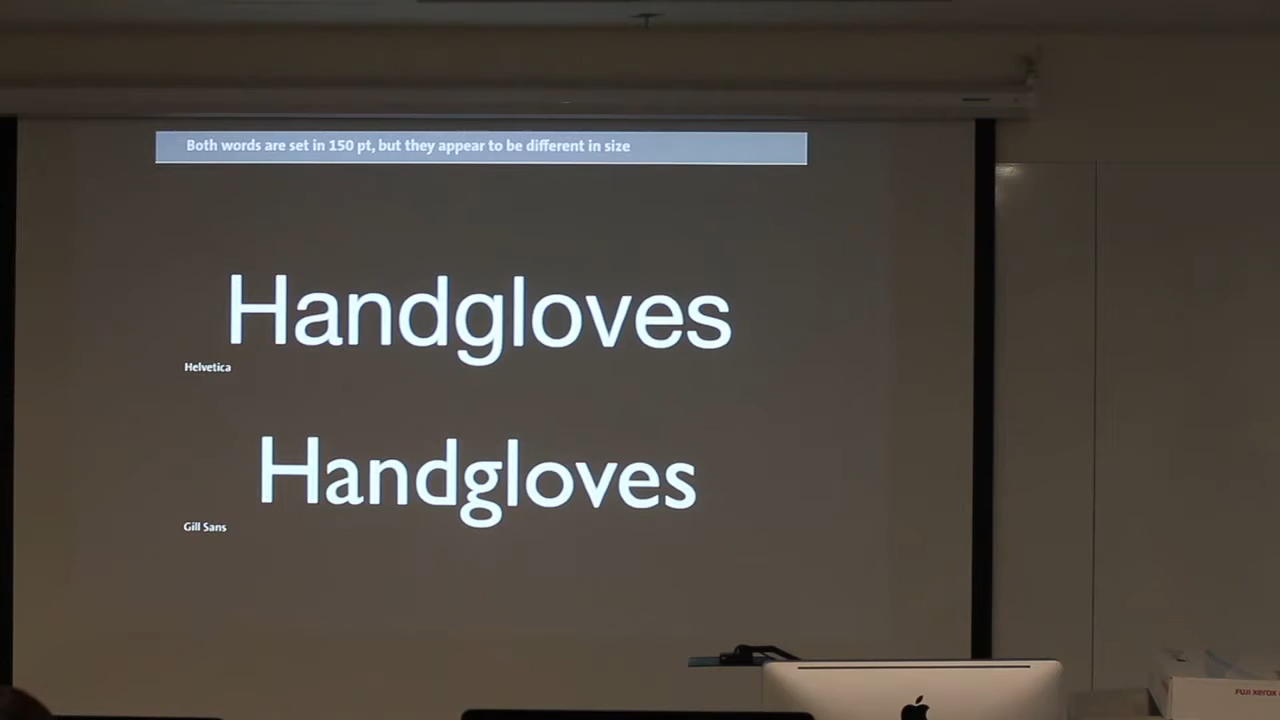 Both words are set in 150 pt, but they appear to be different in size
Handgloves
Helvetica
Handgloves
Gill Sans
FUJI XEROX